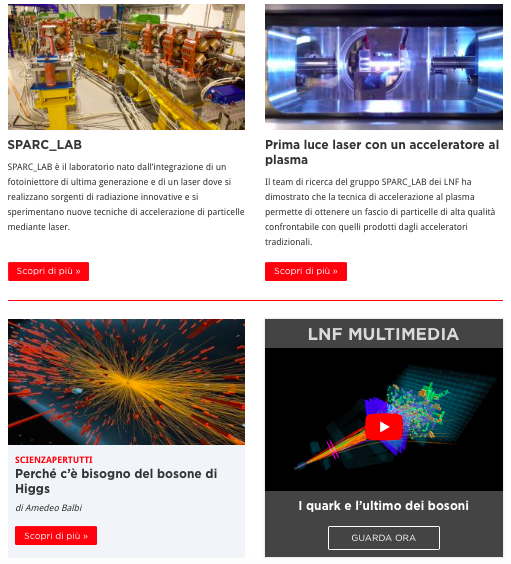 SPARC_LAB
SPARC_LAB è il laboratorio nato dall'integrazione di un
fotoiniettore di ultima generazione e di un laser dove si
realizzano sorgenti di radiazione innovative e si
sperimentano nuove tecniche di accelerazione di particelle
mediante laser.
Scopri di più »
Prima luce laser con un acceleratore al
plasma
Il team di ricerca del gruppo SPARC_LAB dei LNF ha
dimostrato che la tecnica di accelerazione al plasma
permette di ottenere un fascio di particelle di alta qualità
confrontabile con quelli prodotti dagli acceleratori
tradizionali.
Scopri di più »
SCIENZAPERTUTTI
Perché c'è bisogno del bosone di
Higgs
di Amedeo Balbi
Scopri di più »
LNF MULTIMEDIA
I quark e l'ultimo dei bosoni
GUARDA ORA